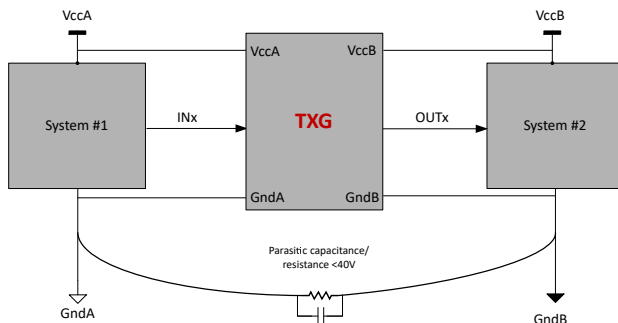 VccA
VccB
VccA
VccB
System #1
INx
TXG
OUTx
System #2
GndA
GndB
Parasitic capacitance/
resistance <40V
GndA
GndB